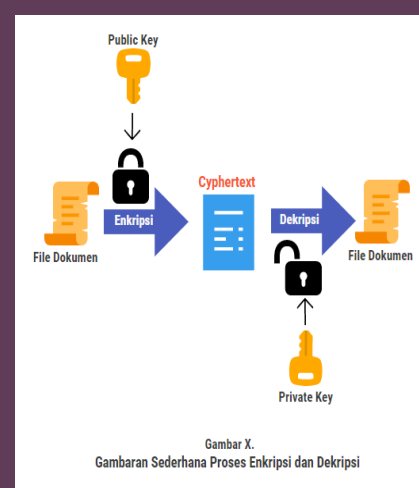 Public Key
Cyphertext
Enkripsi
Dekripsi
File Dokumen
File Dokumen
Private Key
Gambar X.
Gambaran Sederhana Proses Enkripsi dan Dekripsi